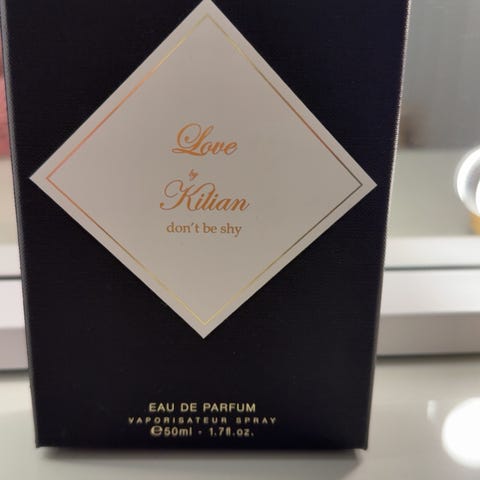 Love
by
Kilian
don't be shy
EAU DE PARFUM
VAPORISATEUR SPRAY
℮50ml - 1.7fl.oz.